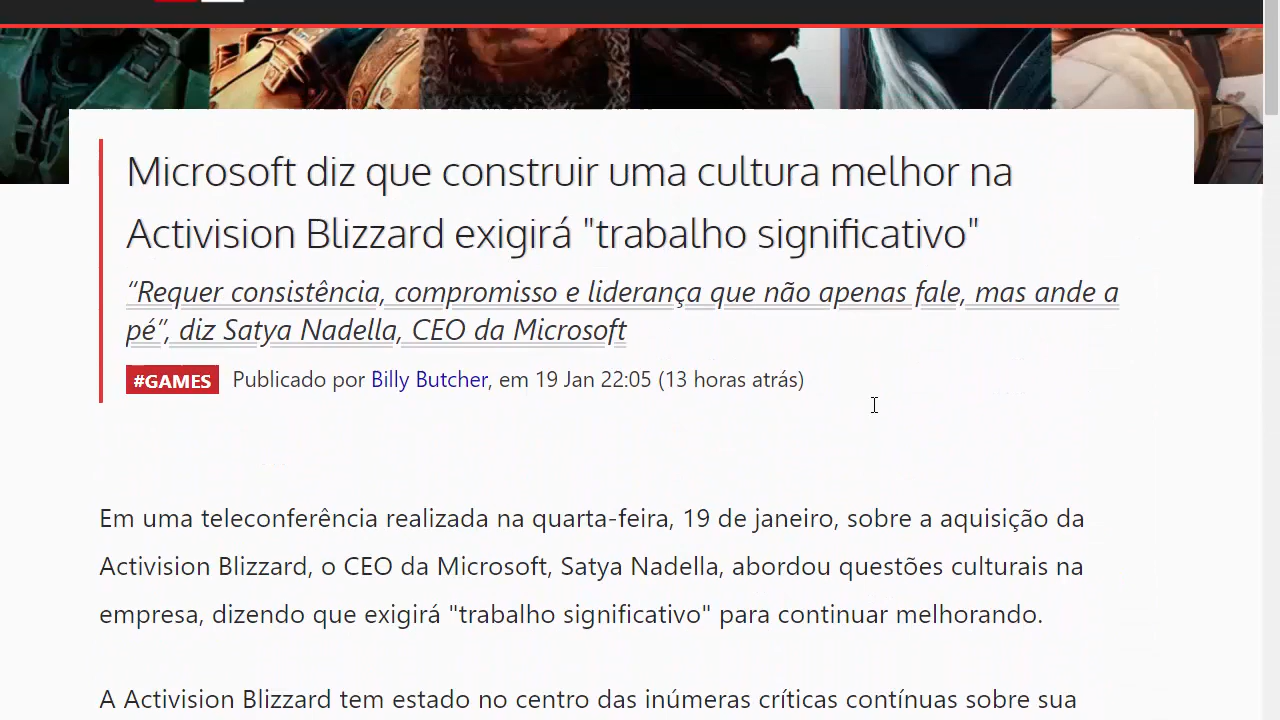 Microsoft diz que construir uma cultura melhor na
Activision Blizzard exigirá "trabalho significativo"
“Requer consistência, compromisso e liderança que não apenas fale, mas ande a
pé”, diz Satya Nadella, CEO da Microsoft
#GAMES Publicado por Billy Butcher, em 19 Jan 22:05 (13 horas atrás)
Em uma teleconferência realizada na quarta-feira, 19 de janeiro, sobre a aquisição da
Activision Blizzard, o CEO da Microsoft, Satya Nadella, abordou questões culturais na
empresa, dizendo que exigirá "trabalho significativo" para continuar melhorando.
A Activision Blizzard tem estado no centro das inúmeras críticas contínuas sobre sua